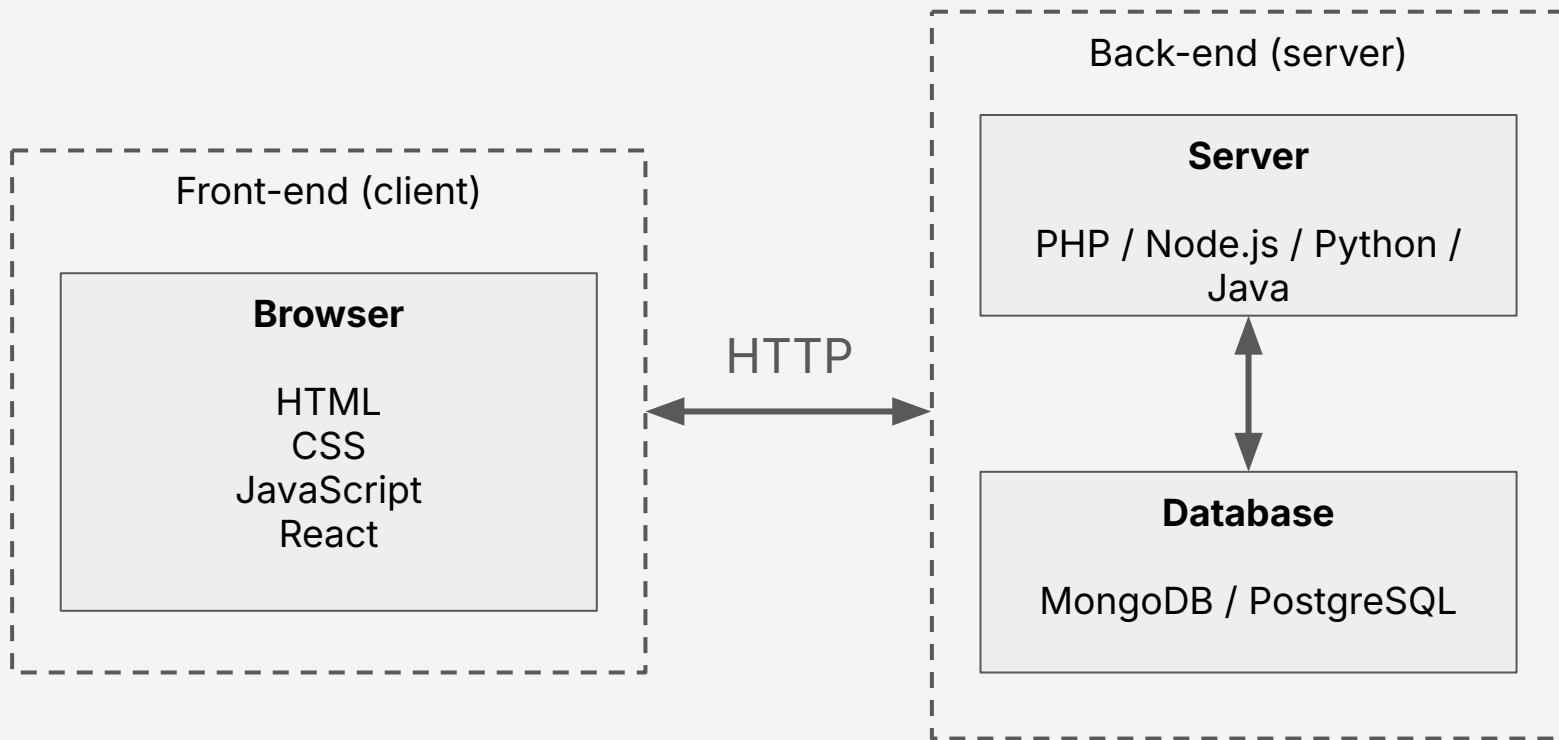 Front-end (client)
Browser
HTML
CSS
JavaScript
React
HTTP
Back-end (server)
Server
PHP / Node.js / Python /
Java
Database
MongoDB / PostgreSQL